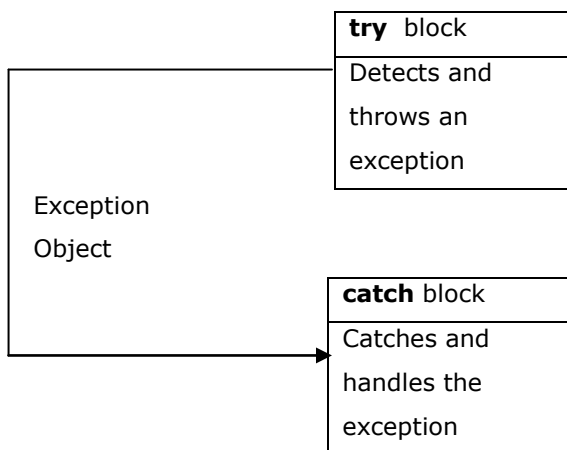 try block
Detects and
throws an
exception
Exception
Object
catch block
Catches and
handles the
exception